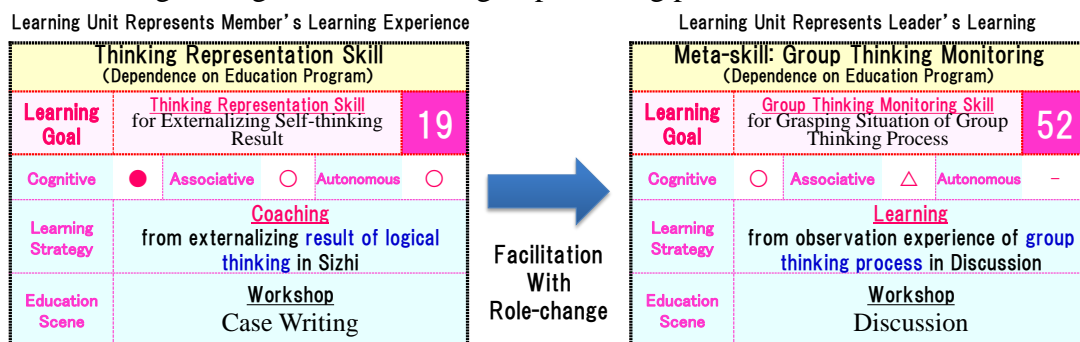 Learning Unit Represents Member's Learning Experience
Thinking Representation Skill
(Dependence on Education Program)
Learning Goal
Thinking Representation Skill
for Externalizing Self-thinking
Result
19
Cognitive ● Associative ○ Autonomous ○
Learning Strategy
Coaching
from externalizing result of logical
thinking in Sizhi
Education Scene
Workshop
Case Writing
Facilitation
With
Role-change
Learning Unit Represents Leader's Learning
Meta-skill: Group Thinking Monitoring
(Dependence on Education Program)
Learning Goal
Group Thinking Monitoring Skill
for Grasping Situation of Group
Thinking Process
52
Cognitive ○ Associative △ Autonomous −
Learning Strategy
Learning
from observation experience of group
thinking process in Discussion
Education Scene
Workshop
Discussion